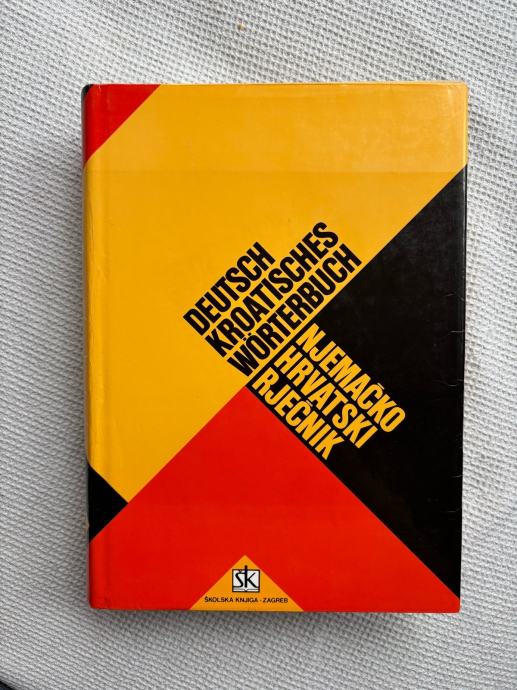 DEUTSCH
KROATISCHES
WÖRTERBUCH
NJEMAČKO
HRVATSKI
RJEČNIK
šk
ŠKOLSKA KNJIGA - ZAGREB